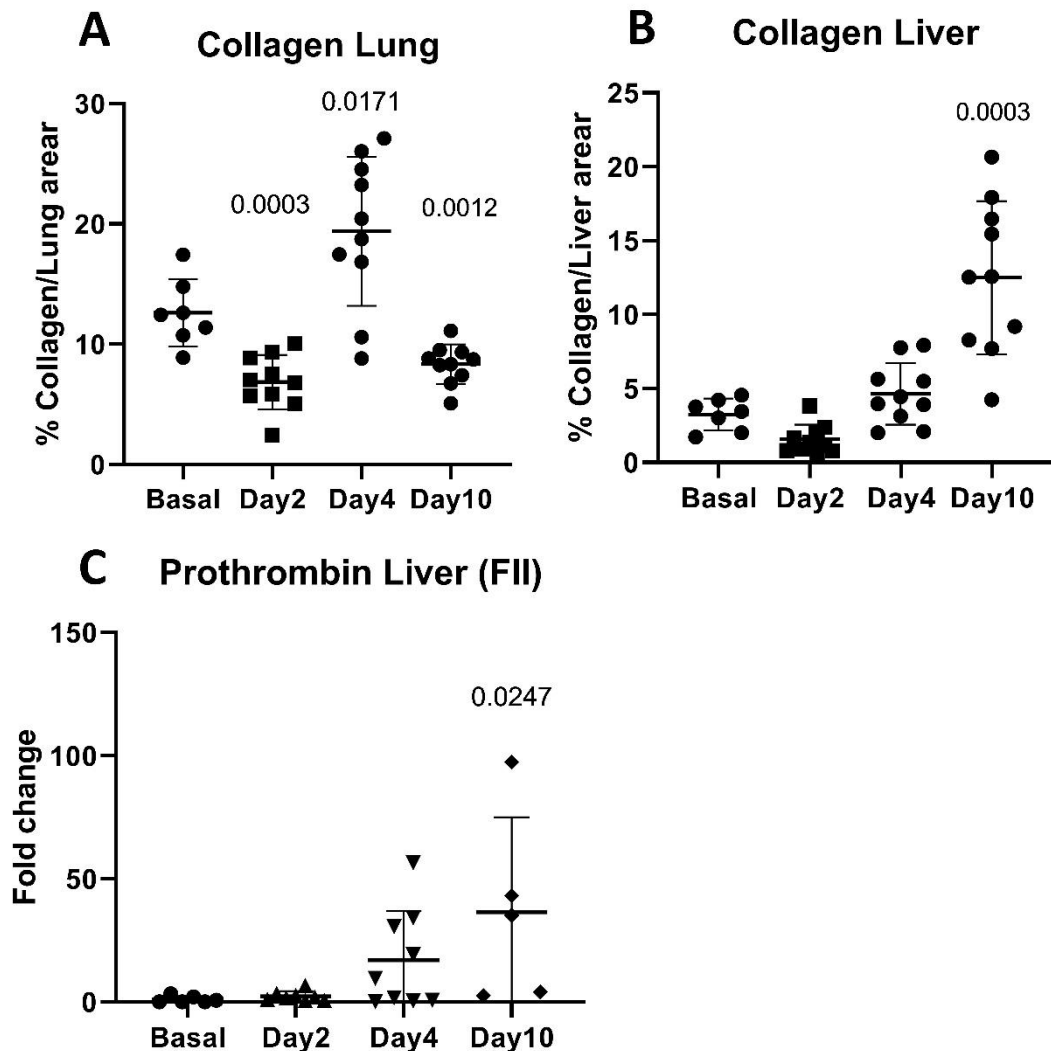 A
Collagen Lung
% Collagen/Lung arear
30
20
10
0
0.0003
0.0171
0.0012
Basal
Day2
Day4
Day10
B
Collagen Liver
% Collagen/Liver arear
25
20
15
10
5
0
0.0003
Basal
Day2
Day4
Day10
C
Prothrombin Liver (FII)
Fold change
150
100
50
0
0.0247
Basal
Day2
Day4
Day10